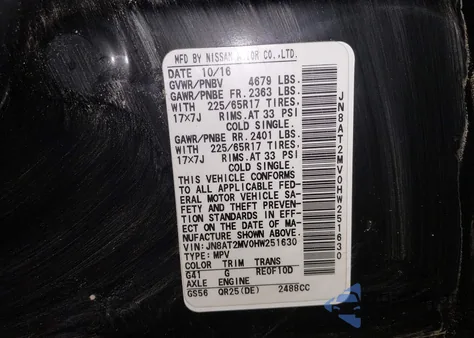 MFD BY NISSAN MOTOR CO.,LTD.
DATE 10/16
GVWR/PNBV 4679 LBS.
GAWR/PNBE FR. 2363 LBS.
WITH 225/65R17 TIRES,
17x7J RIMS.AT 33 PSI
COLD SINGLE.
GAWR/PNBE RR. 2401 LBS.
WITH 225/65R17 TIRES,
17x7J RIMS.AT 33 PSI
COLD SINGLE.
THIS VEHICLE CONFORMS
TO ALL APPLICABLE FED-
ERAL MOTOR VEHICLE SA-
FETY AND THEFT PREVEN-
TION STANDARDS IN EFF-
ECT ON THE DATE OF MA-
NUFACTURE SHOWN ABOVE.
VIN: JN8AT2MV0HW251630
TYPE: MPV
COLOR TRIM TRANS
G41 G RE0F10D
AXLE ENGINE
GS56 QR25(DE) 2488CC
JN8AT2MV0HW251630